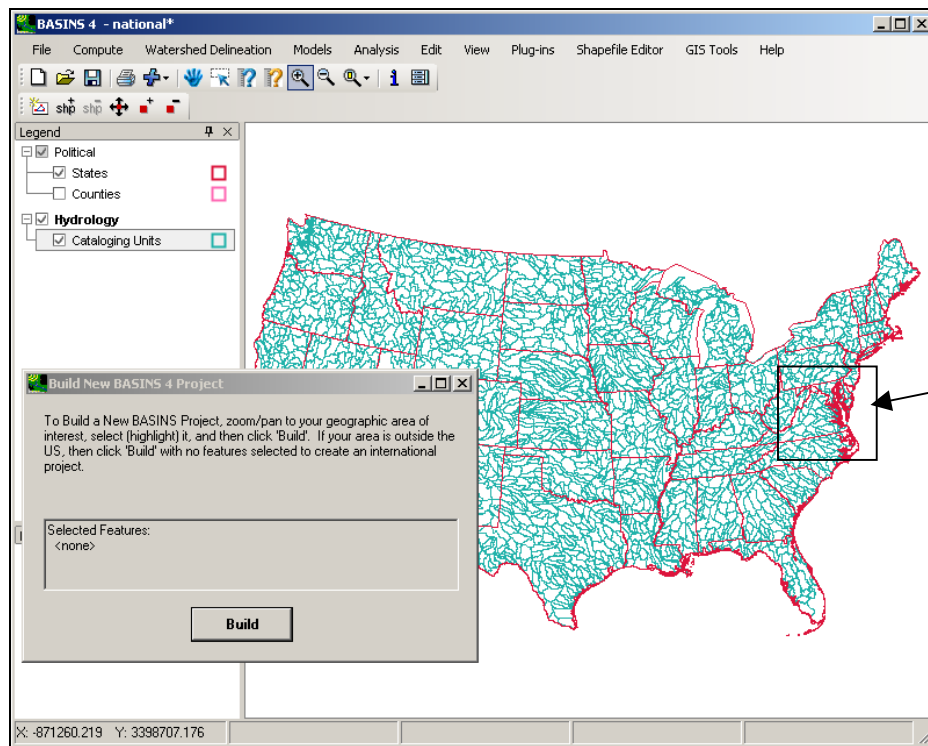 BASINS 4 - national*
File Compute Watershed Delineation Models Analysis Edit View Plug-ins Shapefile Editor GIS Tools Help
shp shp
Legend
Political
States
Counties
Hydrology
Cataloging Units
Build New BASINS 4 Project
To Build a New BASINS Project, zoom/pan to your geographic area of
interest, select (highlight) it, and then click 'Build'. If your area is outside the
US, then click 'Build' with no features selected to create an international
project.
Selected Features:
<none>
Build
X: -871260.219 Y: 3398707.176